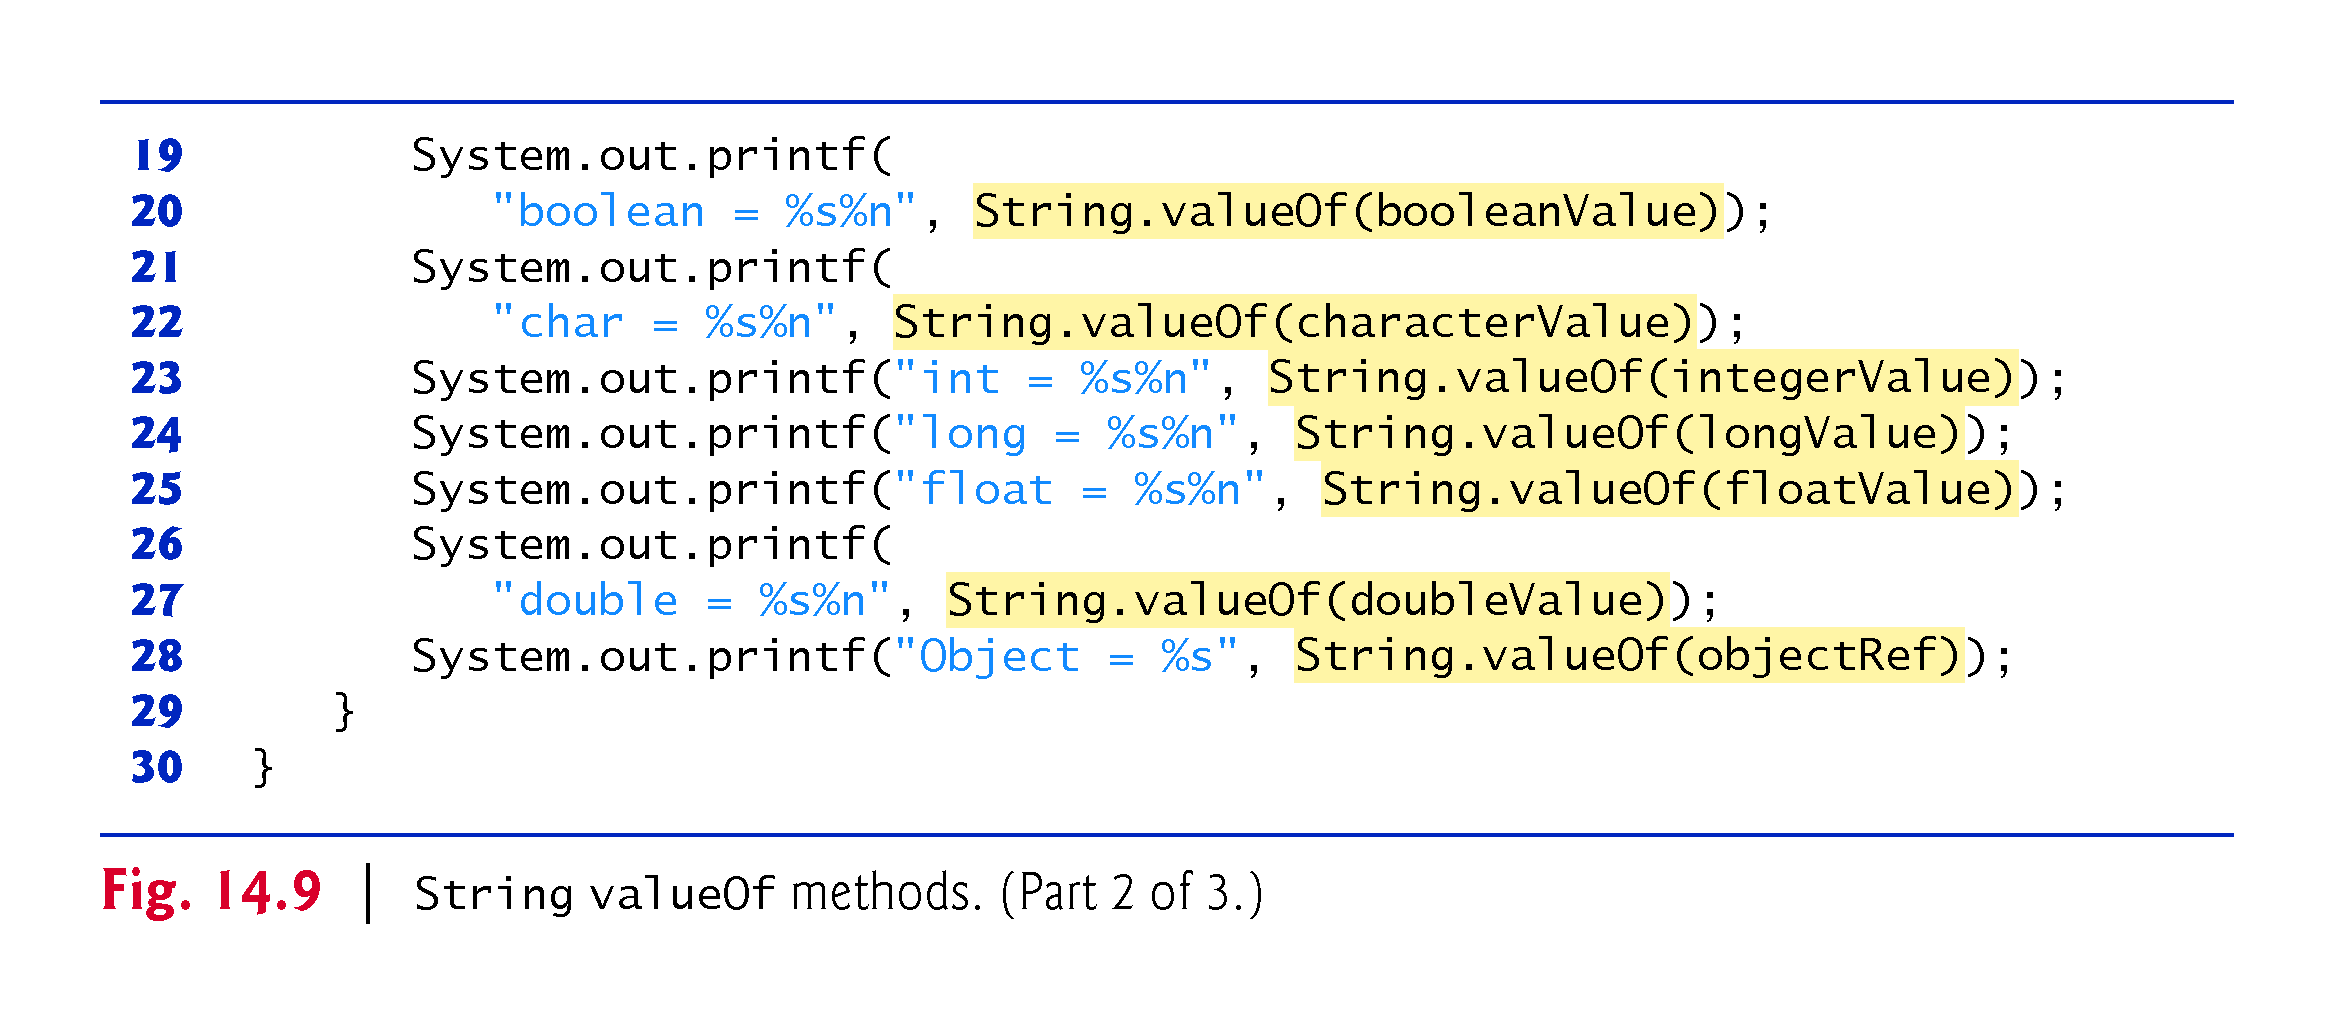 19 System.out.printf(
20 "boolean = %s%n", String.valueOf(booleanValue));
21 System.out.printf(
22 "char = %s%n", String.valueOf(characterValue));
23 System.out.printf("int = %s%n", String.valueOf(integerValue));
24 System.out.printf("long = %s%n", String.valueOf(longValue));
25 System.out.printf("float = %s%n", String.valueOf(floatValue));
26 System.out.printf(
27 "double = %s%n", String.valueOf(doubleValue));
28 System.out.printf("Object = %s", String.valueOf(objectRef));
29 }
30 }
Fig. 14.9 | String valueOf methods. (Part 2 of 3.)